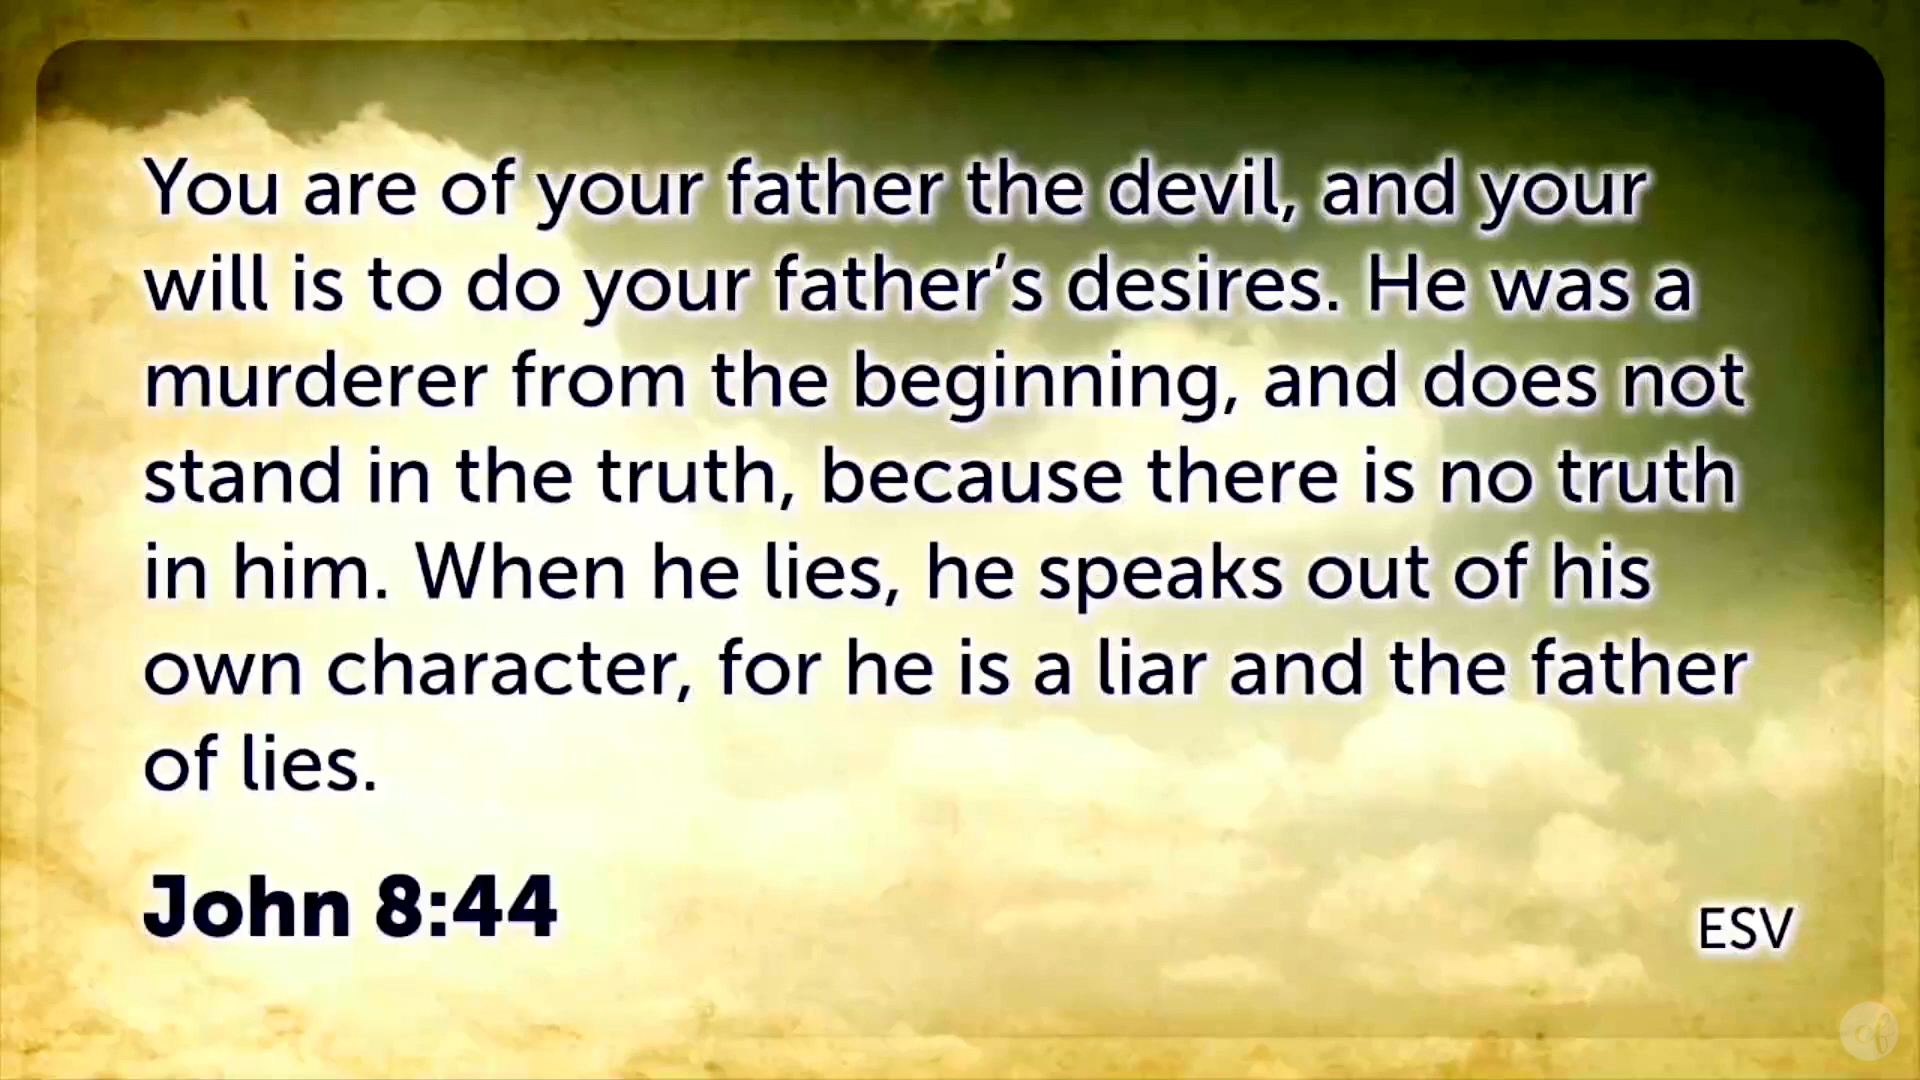 You are of your father the devil, and your
will is to do your father’s desires. He was a
murderer from the beginning, and does not
stand in the truth, because there is no truth
in him. When he lies, he speaks out of his
own character, for he is a liar and the father
of lies.
John 8:44
ESV